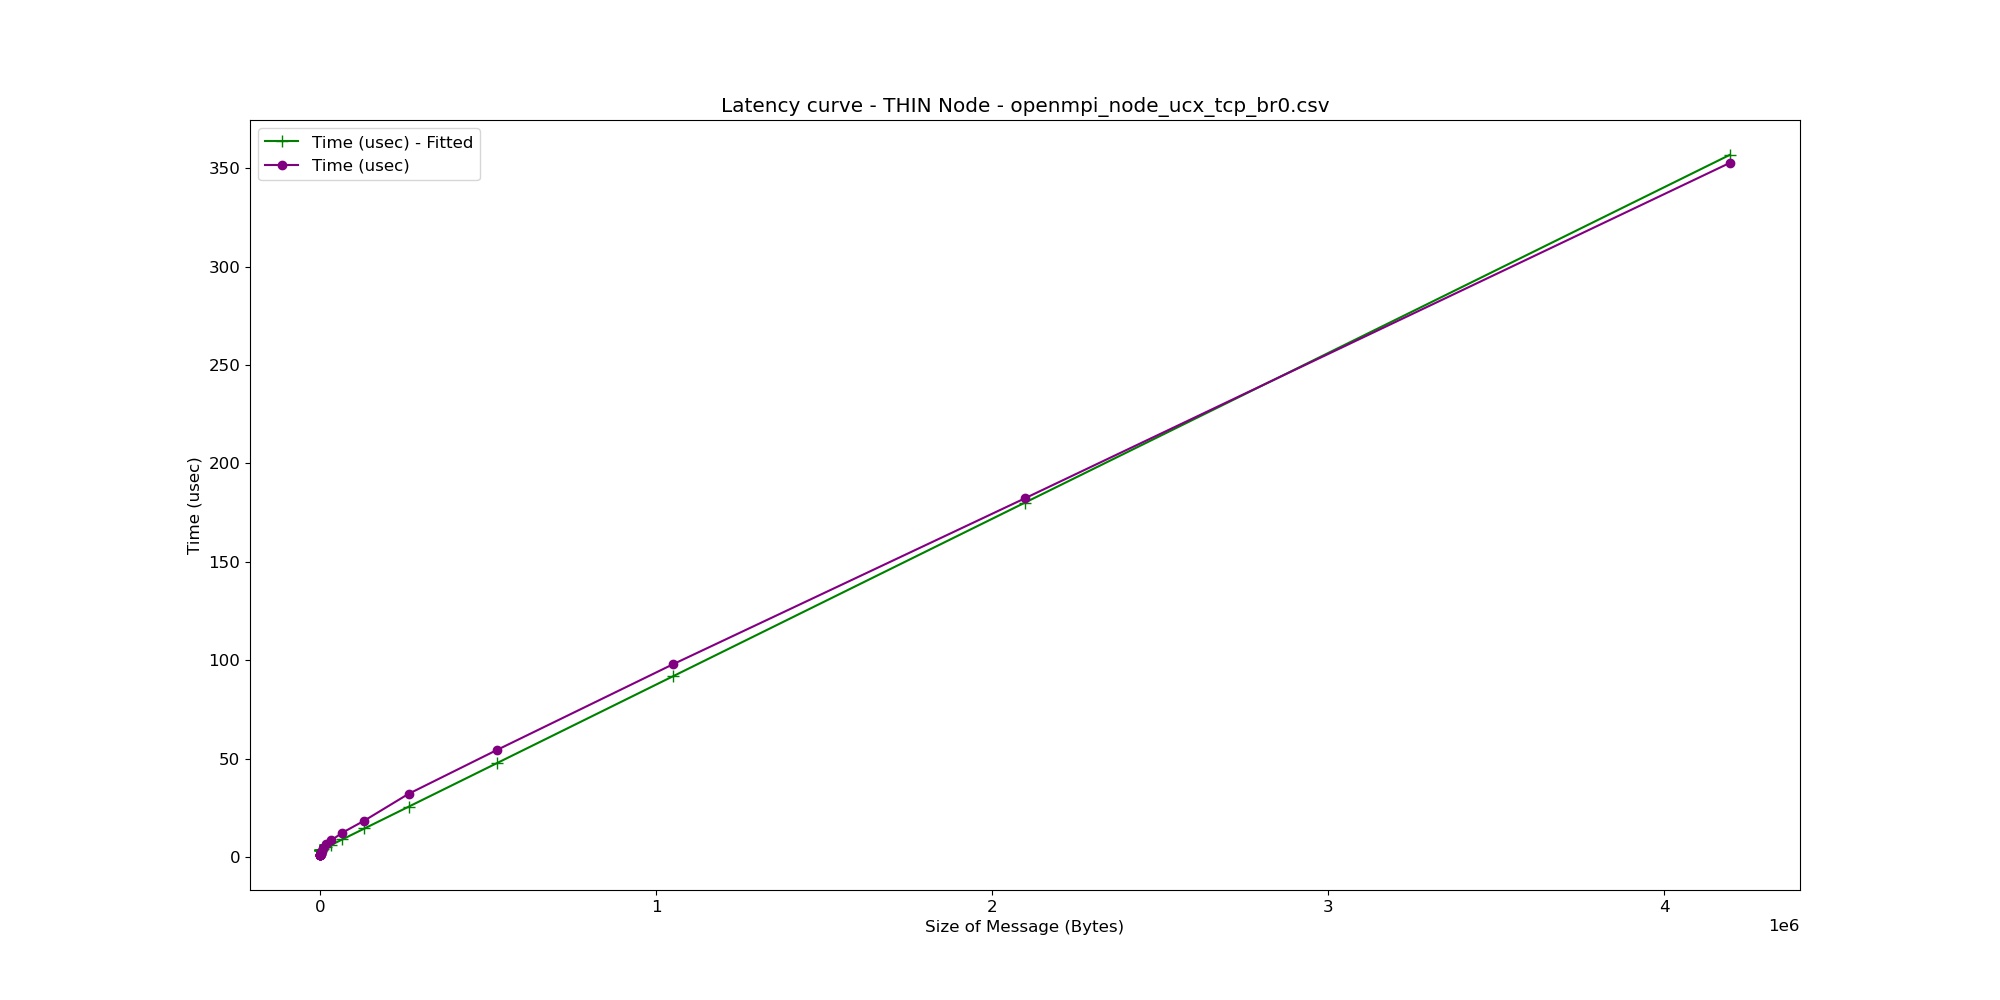 Latency curve - THIN Node - openmpi_node_ucx_tcp_br0.csv
Time (usec) - Fitted
Time (usec)
350
300
250
200
150
100
50
0
Time (usec)
0 1 2 3 4
1e6
Size of Message (Bytes)